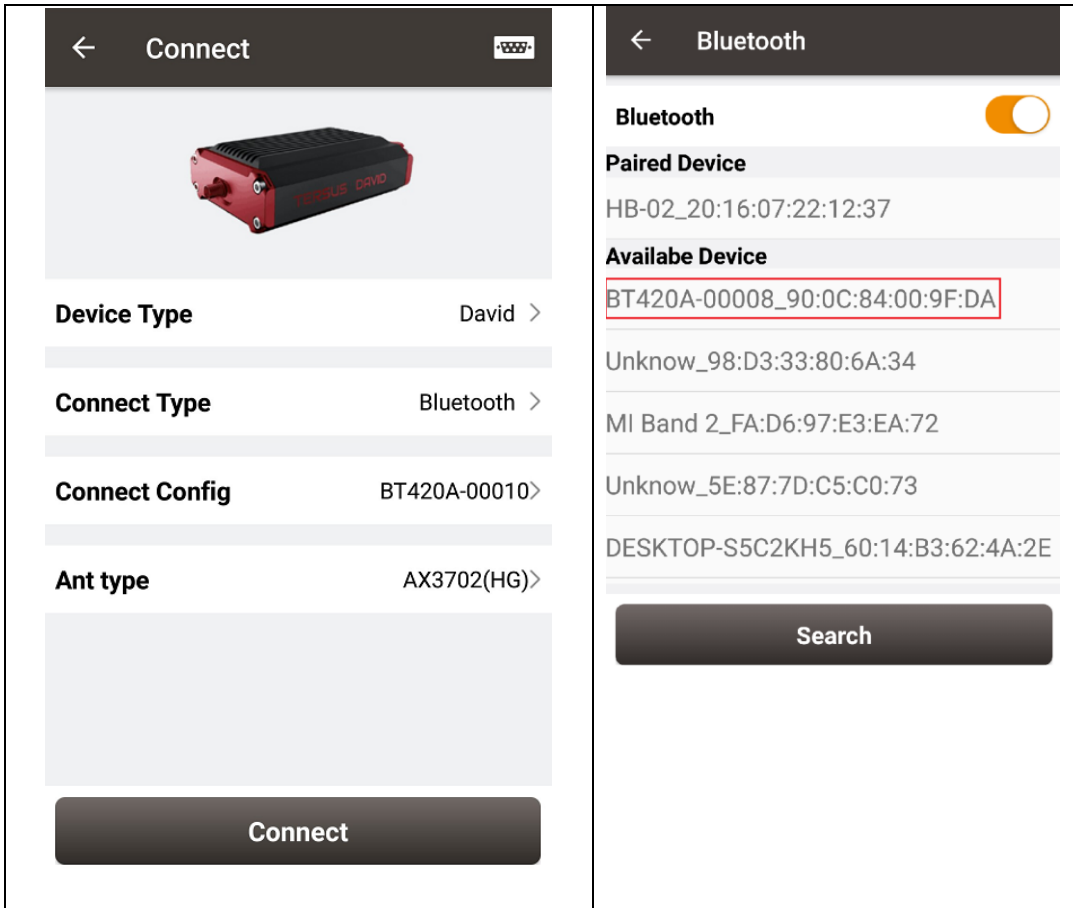 Connect
TERSUS DAVID
Device Type David
Connect Type Bluetooth
Connect Config BT420A-00010
Ant type AX3702(HG)
Connect
Bluetooth
Bluetooth
Paired Device
HB-02_20:16:07:22:12:37
Availabe Device
BT420A-00008_90:0C:84:00:9F:DA
Unknow_98:D3:33:80:6A:34
MI Band 2_FA:D6:97:E3:EA:72
Unknow_5E:87:7D:C5:C0:73
DESKTOP-S5C2KH5_60:14:B3:62:4A:2E
Search